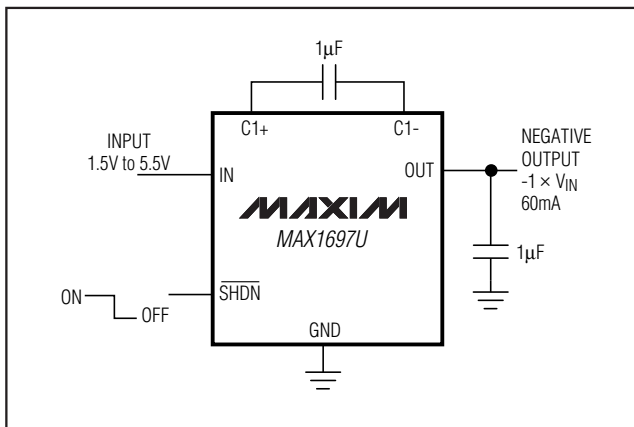 1μF
C1+
C1-
INPUT
1.5V to 5.5V
IN
OUT
NEGATIVE
OUTPUT
-1 × VIN
60mA
MAXIM
MAX1697U
1μF
ON
OFF
SHDN
GND